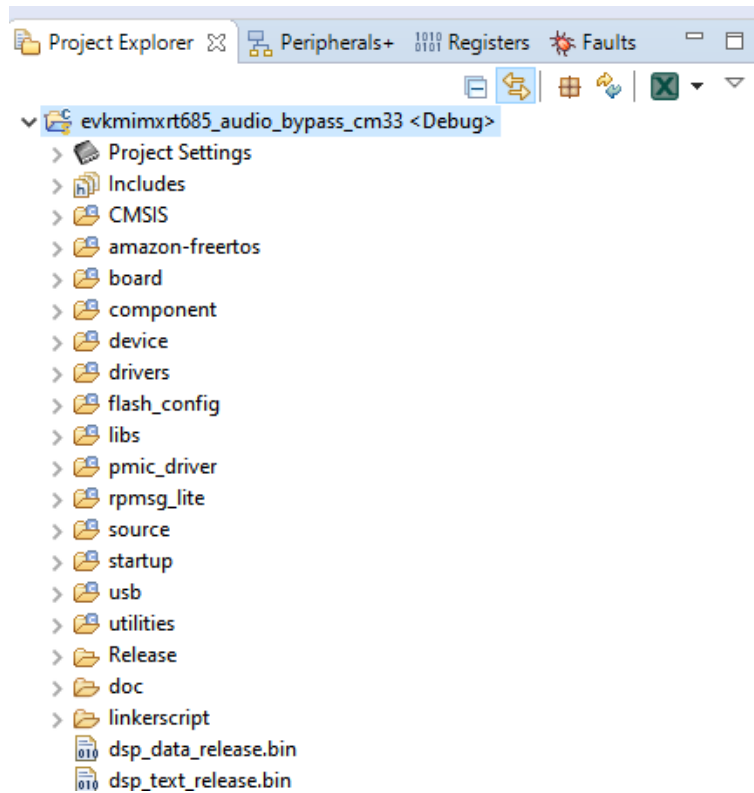 Project Explorer Peripherals+ Registers Faults
evkmimxrt685_audio_bypass_cm33 <Debug>
Project Settings
Includes
CMSIS
amazon-freertos
board
component
device
drivers
flash_config
libs
pmic_driver
rpmsg_lite
source
startup
usb
utilities
Release
doc
linkerscript
dsp_data_release.bin
dsp_text_release.bin